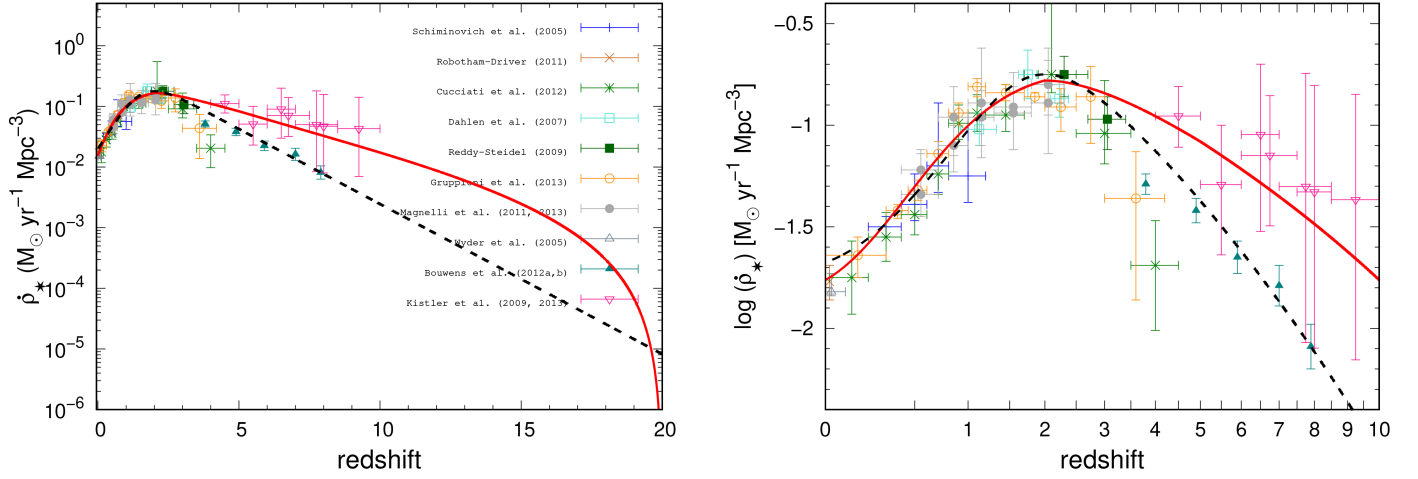 10⁰
10⁻¹
10⁻²
10⁻³
10⁻⁴
10⁻⁵
10⁻⁶
ρ̇★ (M⊙ yr⁻¹ Mpc⁻³)
Schiminovich et al. (2005)
Robotham-Driver (2011)
Cucciati et al. (2012)
Dahlen et al. (2007)
Reddy-Steidel (2009)
Gruppioni et al. (2013)
Magnelli et al. (2011, 2013)
Wyder et al. (2005)
Bouwens et al. (2012a,b)
Kistler et al. (2009, 2013)
0 5 10 15 20
redshift
−0.5
−1
−1.5
−2
log (ρ̇★) [M⊙ yr⁻¹ Mpc⁻³]
0 1 2 3 4 5 6 7 8 9 10
redshift